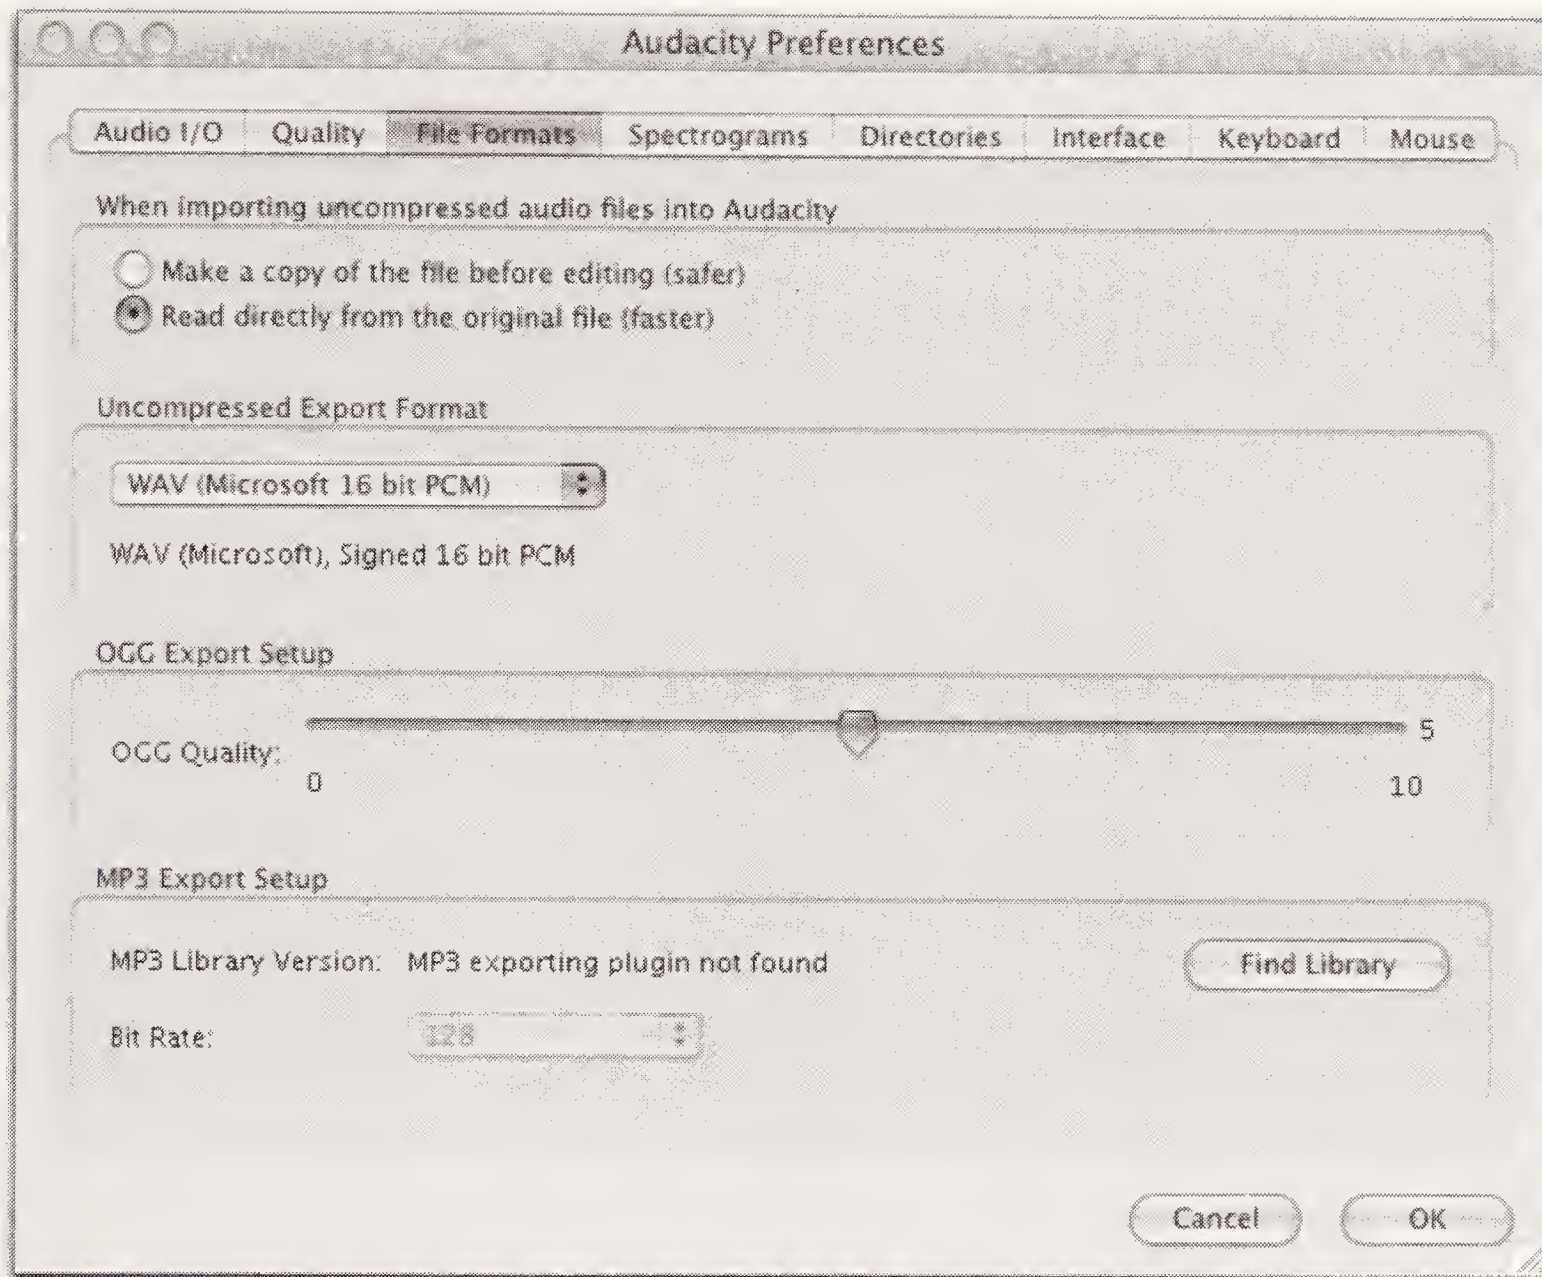 Audacity Preferences
Audio I/O Quality File Formats Spectrograms Directories Interface Keyboard Mouse
When importing uncompressed audio files into Audacity
Make a copy of the file before editing (safer)
Read directly from the original file (faster)
Uncompressed Export Format
WAV (Microsoft 16 bit PCM)
WAV (Microsoft), Signed 16 bit PCM
OGG Export Setup
OGG Quality: 5
0 10
MP3 Export Setup
MP3 Library Version: MP3 exporting plugin not found Find Library
Bit Rate: 128
Cancel OK